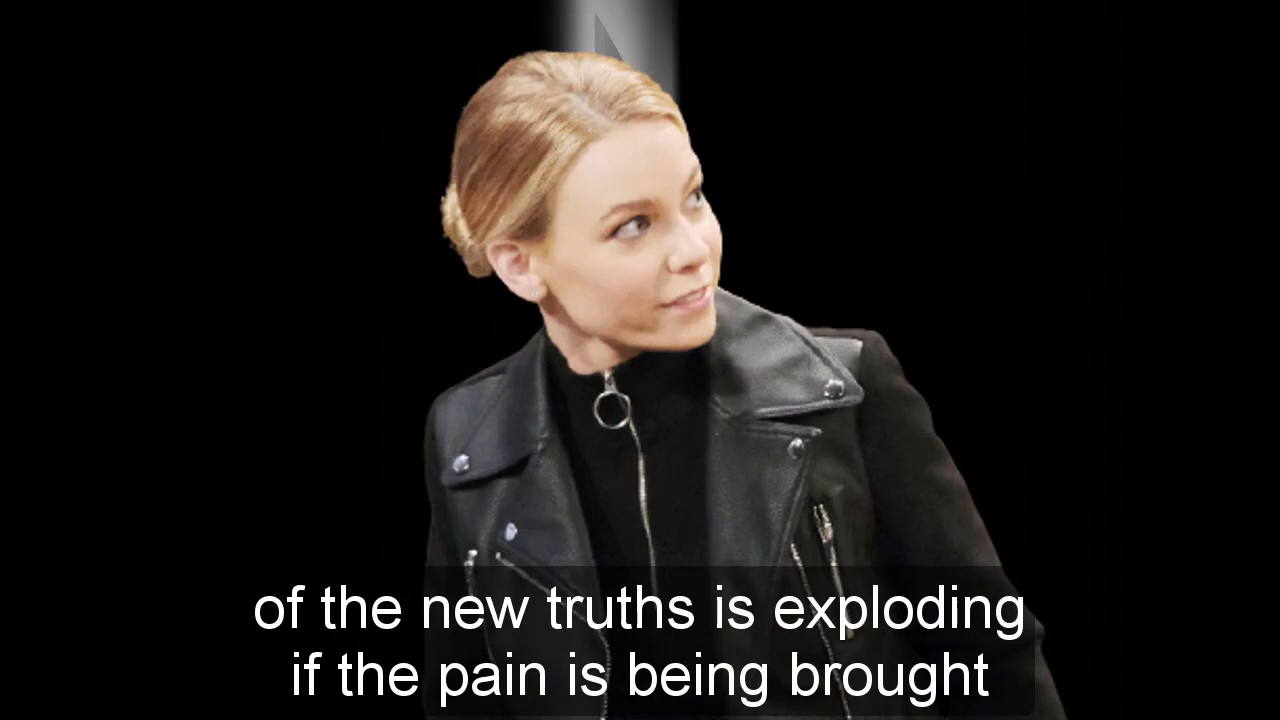 of the new truths is exploding
if the pain is being brought